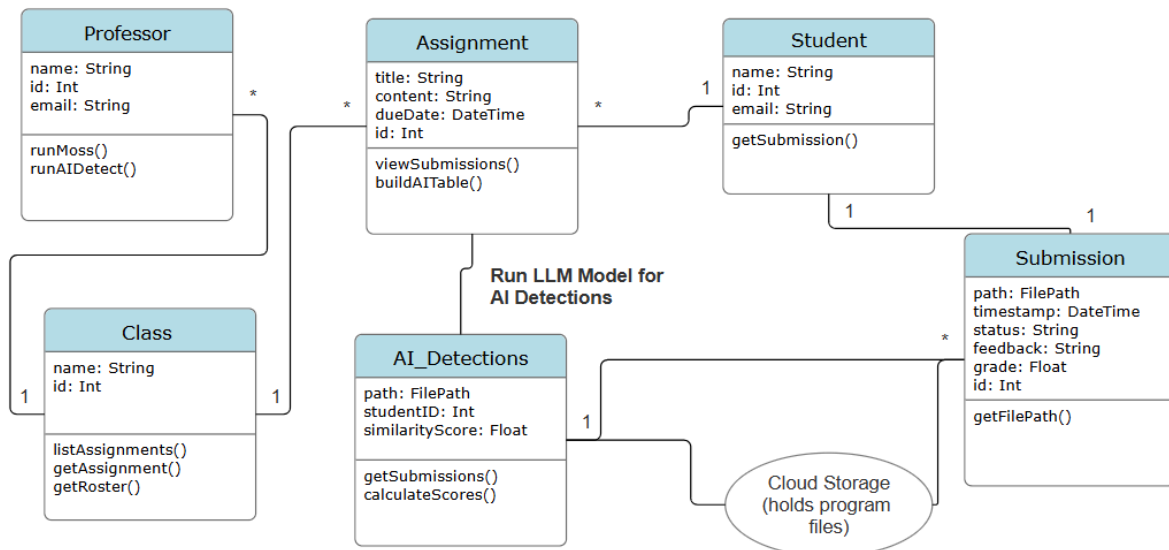 Professor
name: String
id: Int
email: String
runMoss()
runAIDetect()
*
Assignment
title: String
content: String
dueDate: DateTime
id: Int
viewSubmissions()
buildAITable()
*
*
Student
name: String
id: Int
email: String
getSubmission()
1
1
1
Submission
path: FilePath
timestamp: DateTime
status: String
feedback: String
grade: Float
id: Int
getFilePath()
*
Run LLM Model for
AI Detections
Class
name: String
id: Int
listAssignments()
getAssignment()
getRoster()
1
1
AI_Detections
path: FilePath
studentID: Int
similarityScore: Float
getSubmissions()
calculateScores()
1
Cloud Storage
(holds program
files)